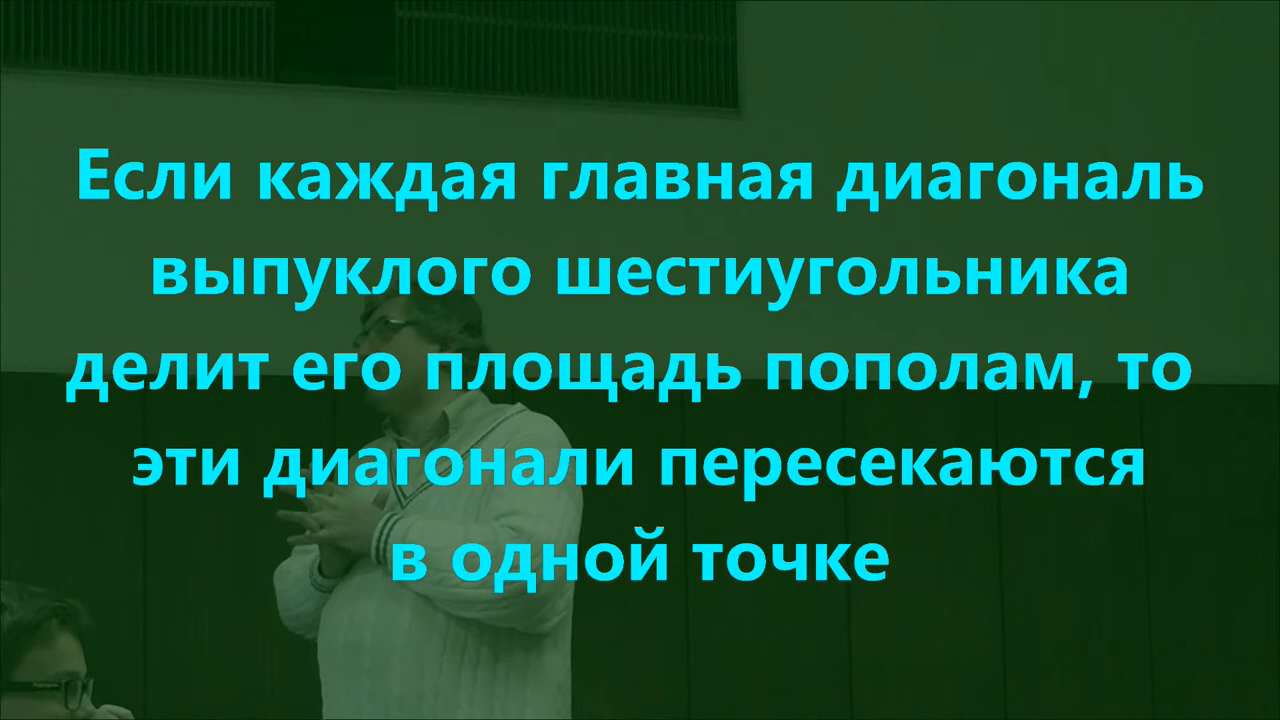 Если каждая главная диагональ
выпуклого шестиугольника
делит его площадь пополам, то
эти диагонали пересекаются
в одной точке